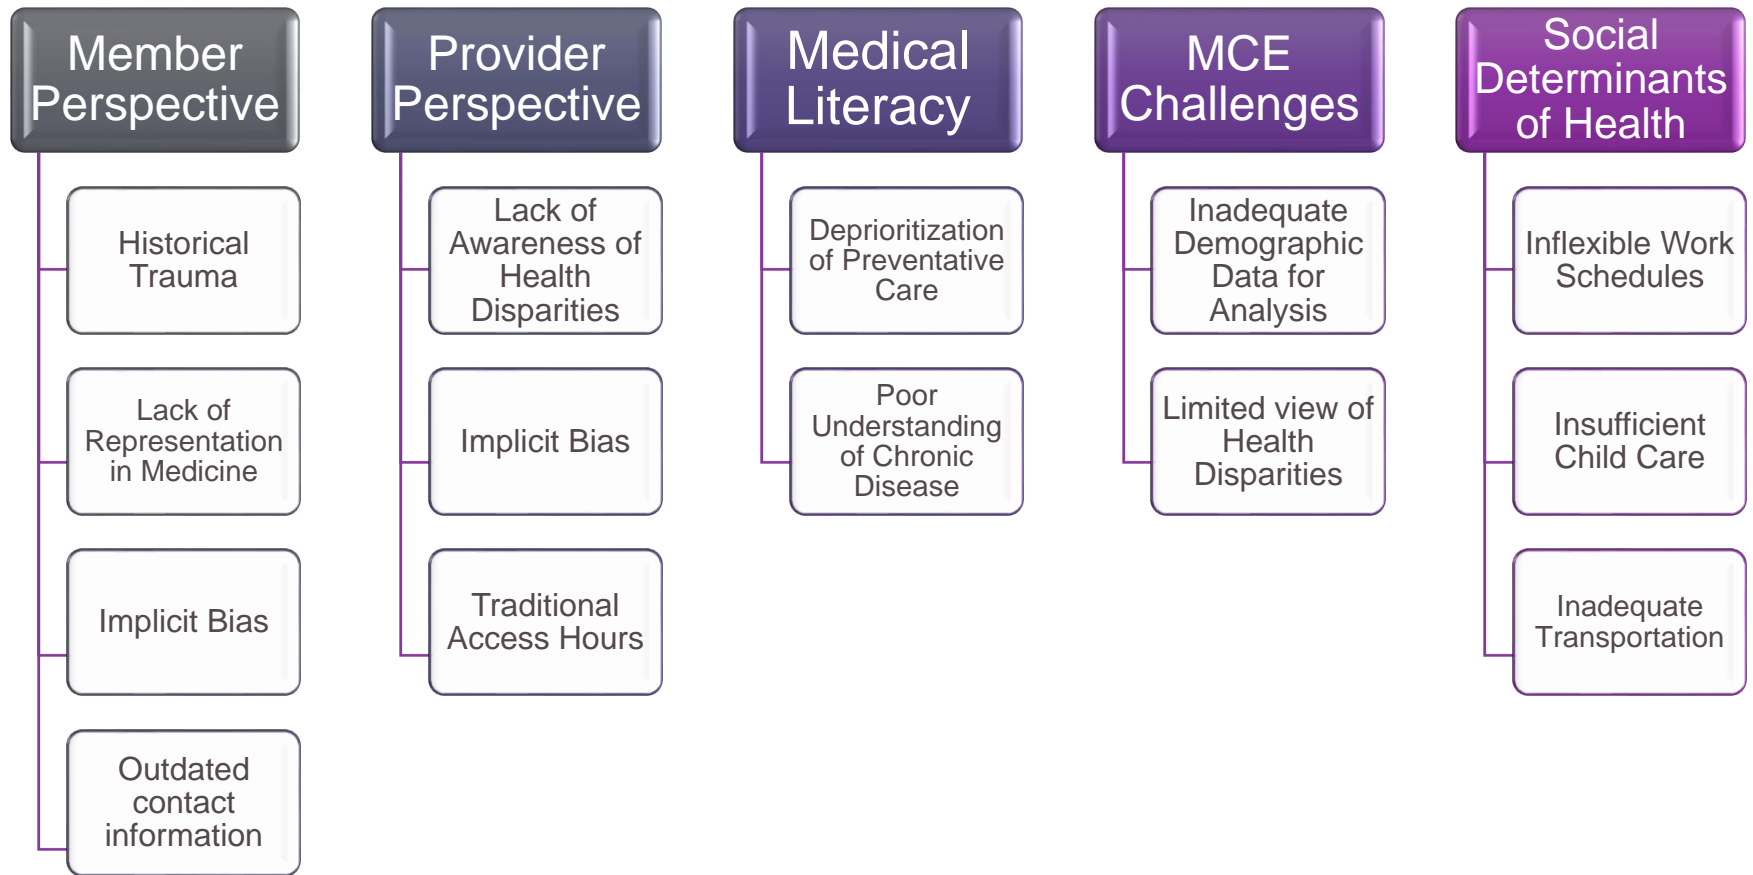 Member
Perspective
Historical
Trauma
Lack of
Representation
in Medicine
Implicit Bias
Outdated
contact
information
Provider
Perspective
Lack of
Awareness of
Health
Disparities
Implicit Bias
Traditional
Access Hours
Medical
Literacy
Deprioritization
of Preventative
Care
Poor
Understanding
of Chronic
Disease
MCE
Challenges
Inadequate
Demographic
Data for
Analysis
Limited view of
Health
Disparities
Social
Determinants
of Health
Inflexible Work
Schedules
Insufficient
Child Care
Inadequate
Transportation